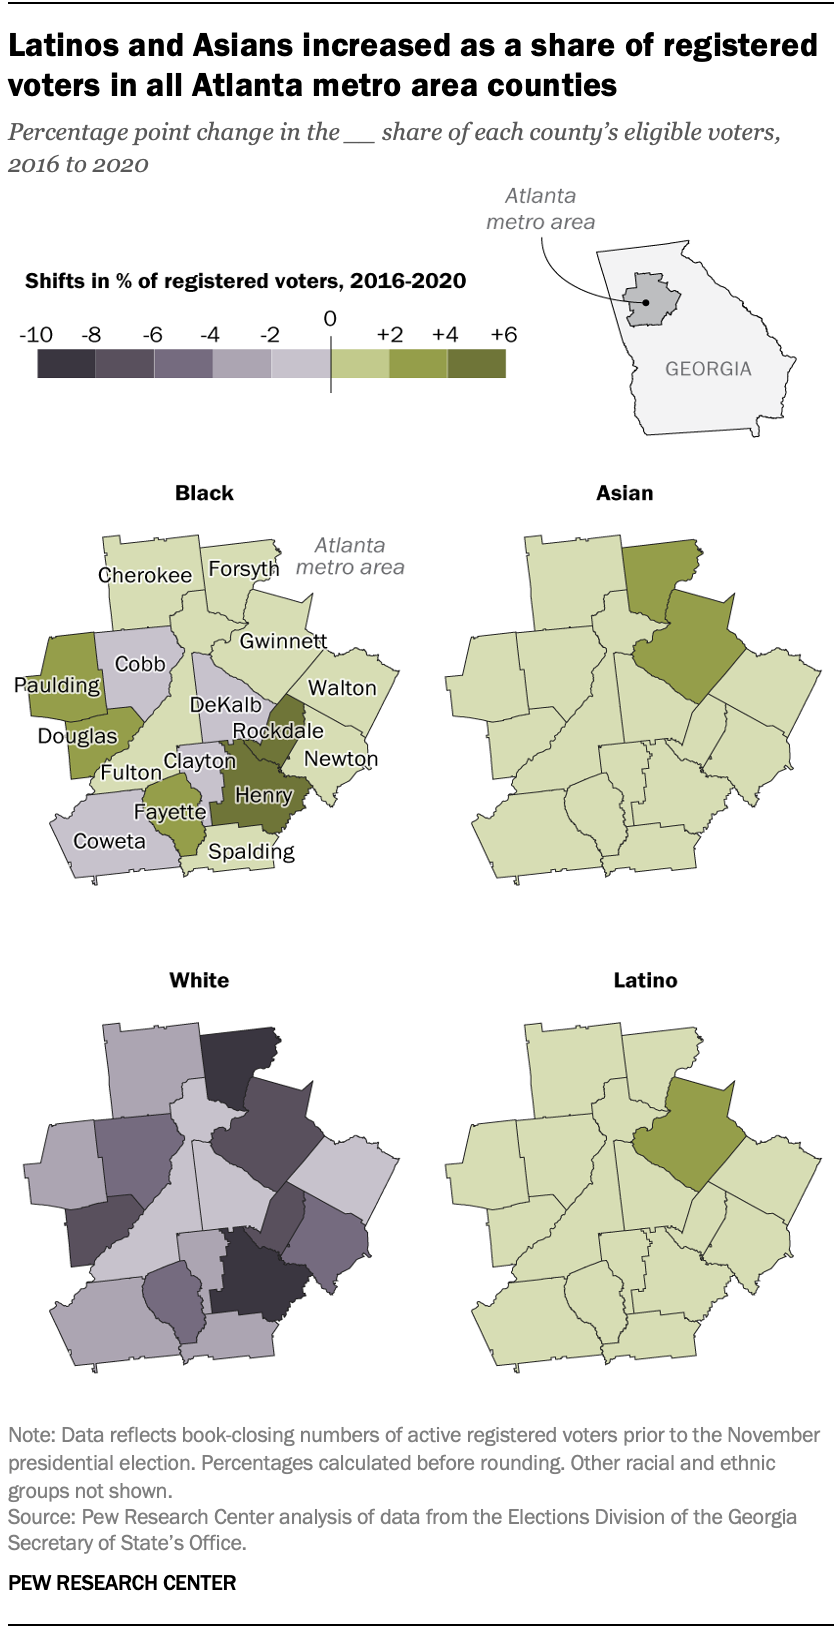 Latinos and Asians increased as a share of registered
voters in all Atlanta metro area counties
Percentage point change in the __ share of each county's eligible voters,
2016 to 2020
Atlanta
metro area
Shifts in % of registered voters, 2016-2020
0
-10 -8 -6 -4 -2 +2 +4 +6
GEORGIA
Black
Asian
Atlanta
metro area
Cherokee
Forsyth
Gwinnett
Cobb
Paulding
Walton
DeKalb
Rockdale
Douglas
Clayton
Newton
Fulton
Henry
Fayette
Coweta
Spalding
White
Latino
Note: Data reflects book-closing numbers of active registered voters prior to the November
presidential election. Percentages calculated before rounding. Other racial and ethnic
groups not shown.
Source: Pew Research Center analysis of data from the Elections Division of the Georgia
Secretary of State's Office.
PEW RESEARCH CENTER